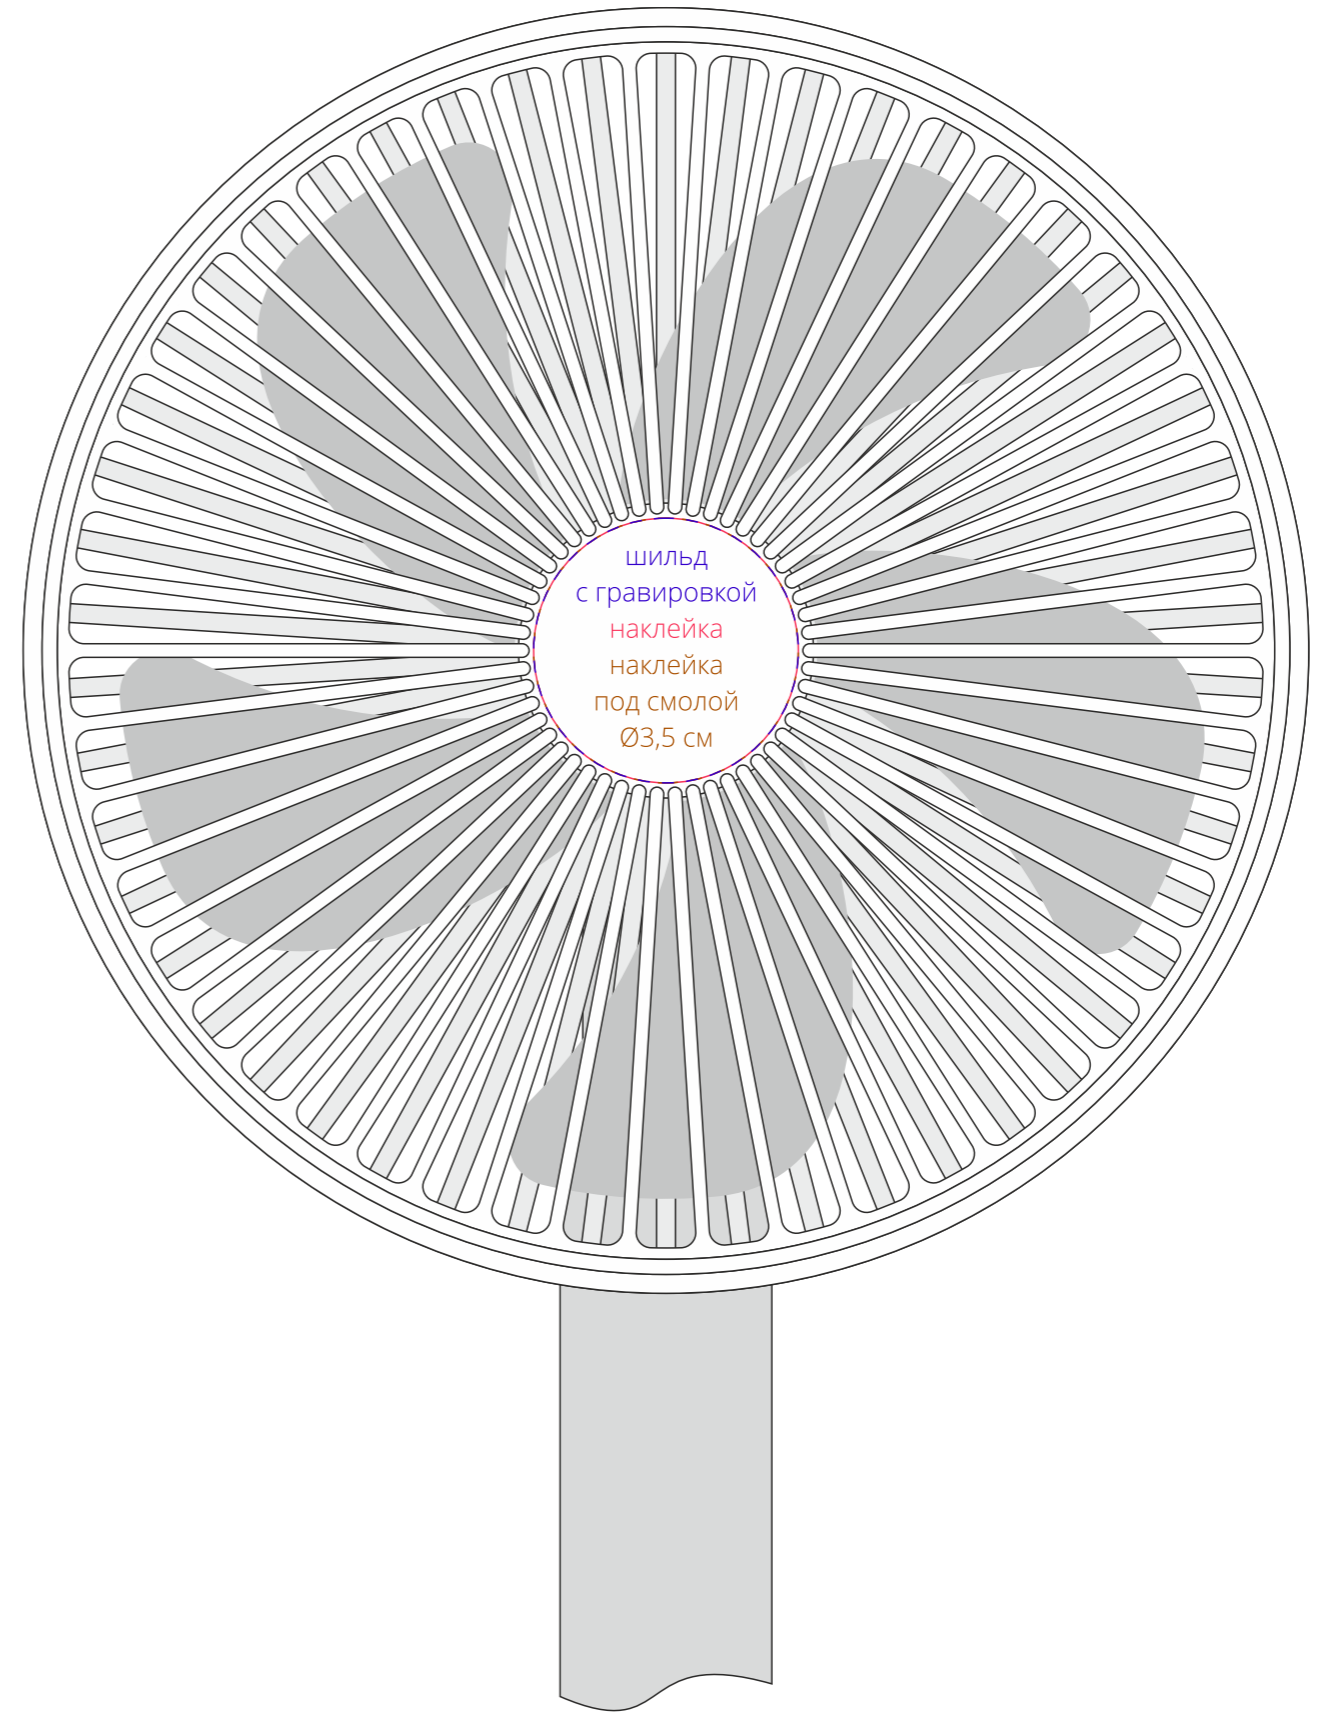 шильд
с гравировкой
наклейка
наклейка
под смолой
Ø3,5 см